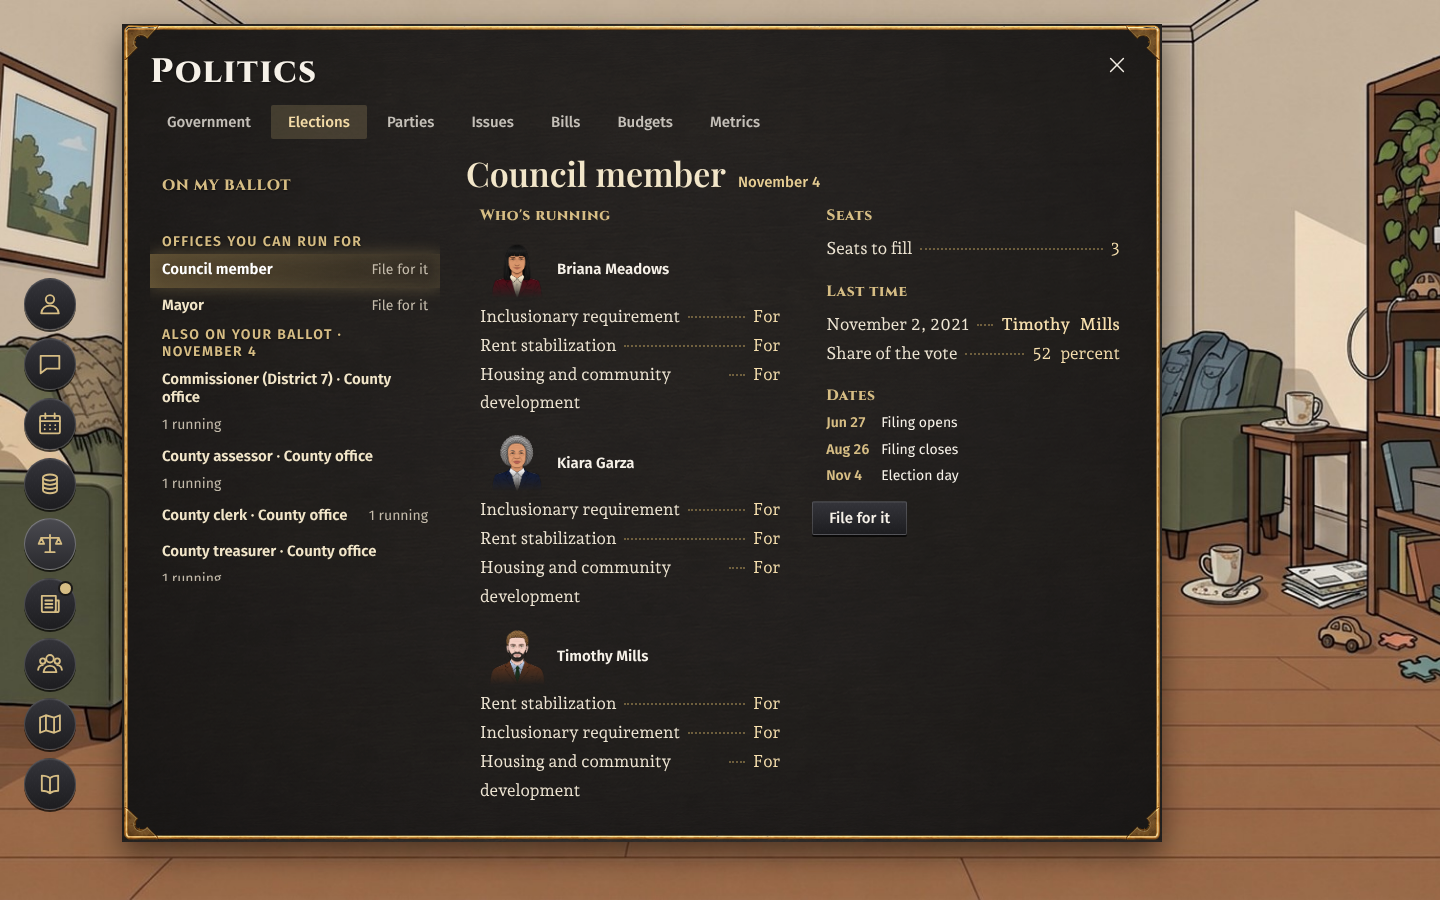 Politics
Government Elections Parties Issues Bills Budgets Metrics
ON MY BALLOT
OFFICES YOU CAN RUN FOR
Council member File for it
Mayor File for it
ALSO ON YOUR BALLOT ·
NOVEMBER 4
Commissioner (District 7) · County
office
1 running
County assessor · County office
1 running
County clerk · County office 1 running
County treasurer · County office
1 running
Council member November 4
Who's running
Briana Meadows
Inclusionary requirement For
Rent stabilization For
Housing and community For
development
Kiara Garza
Inclusionary requirement For
Rent stabilization For
Housing and community For
development
Timothy Mills
Rent stabilization For
Inclusionary requirement For
Housing and community For
development
Seats
Seats to fill 3
Last time
November 2, 2021 Timothy Mills
Share of the vote 52 percent
Dates
Jun 27 Filing opens
Aug 26 Filing closes
Nov 4 Election day
File for it